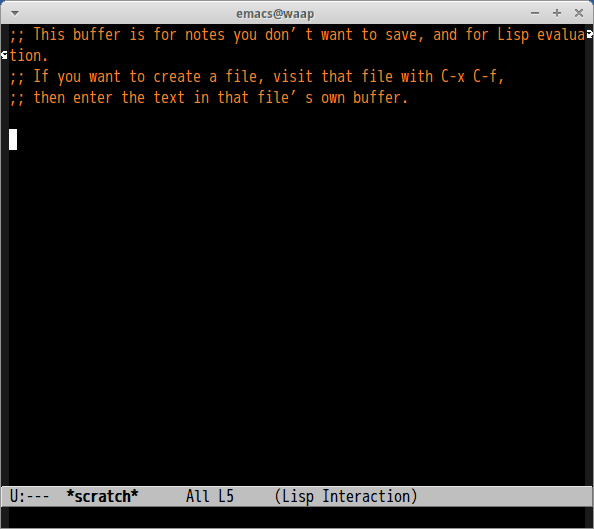 emacs@waap
;; This buffer is for notes you don’ t want to save, and for Lisp evalua
tion.
;; If you want to create a file, visit that file with C-x C-f,
;; then enter the text in that file’ s own buffer.
U:--- *scratch* All L5 (Lisp Interaction)